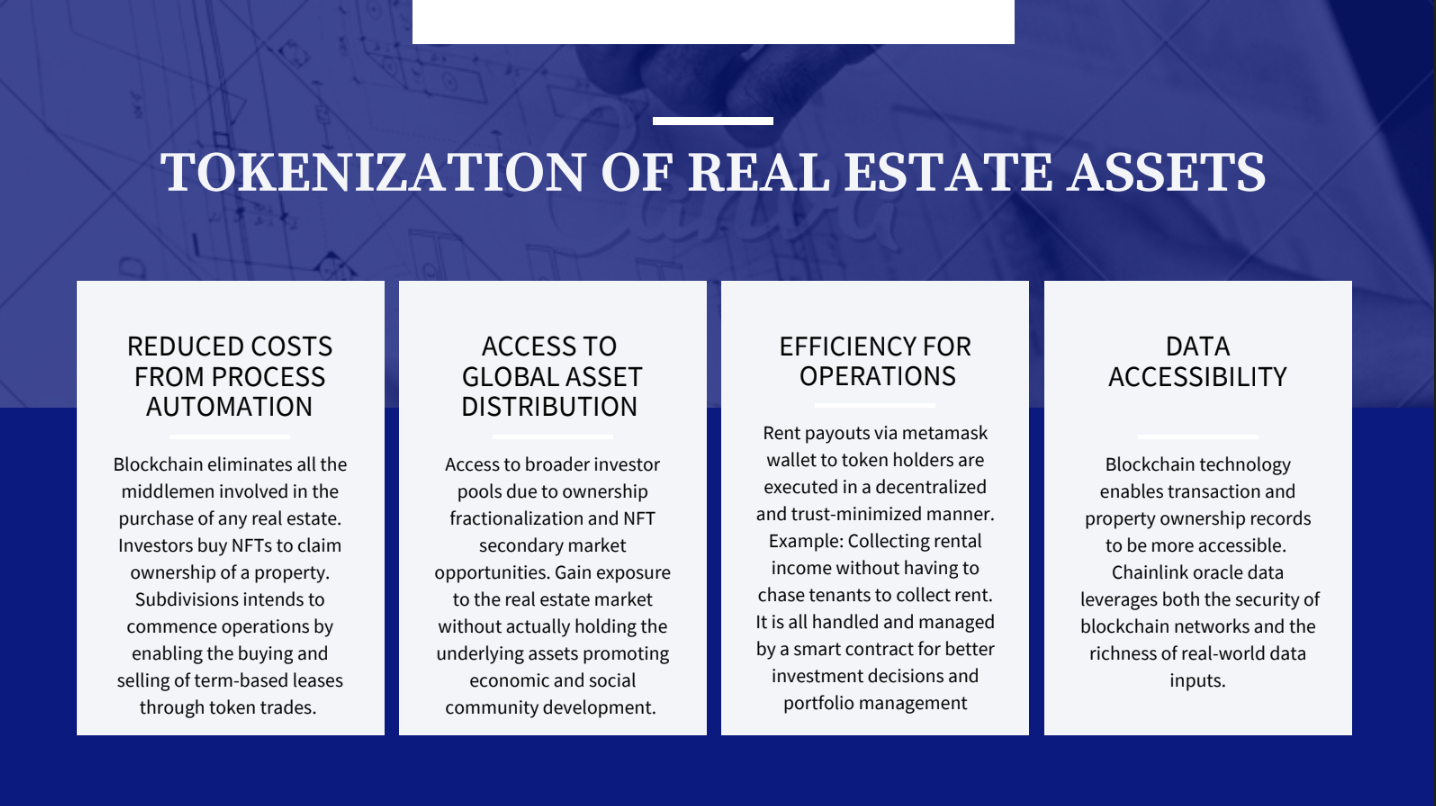 TOKENIZATION OF REAL ESTATE ASSETS
Canva
REDUCED COSTS
FROM PROCESS
AUTOMATION
Blockchain eliminates all the
middlemen involved in the
purchase of any real estate.
Investors buy NFTs to claim
ownership of a property.
Subdivisions intends to
commence operations by
enabling the buying and
selling of term-based leases
through token trades.
ACCESS TO
GLOBAL ASSET
DISTRIBUTION
Access to broader investor
pools due to ownership
fractionalization and NFT
secondary market
opportunities. Gain exposure
to the real estate market
without actually holding the
underlying assets promoting
economic and social
community development.
EFFICIENCY FOR
OPERATIONS
Rent payouts via metamask
wallet to token holders are
executed in a decentralized
and trust-minimized manner.
Example: Collecting rental
income without having to
chase tenants to collect rent.
It is all handled and managed
by a smart contract for better
investment decisions and
portfolio management
DATA
ACCESSIBILITY
Blockchain technology
enables transaction and
property ownership records
to be more accessible.
Chainlink oracle data
leverages both the security of
blockchain networks and the
richness of real-world data
inputs.